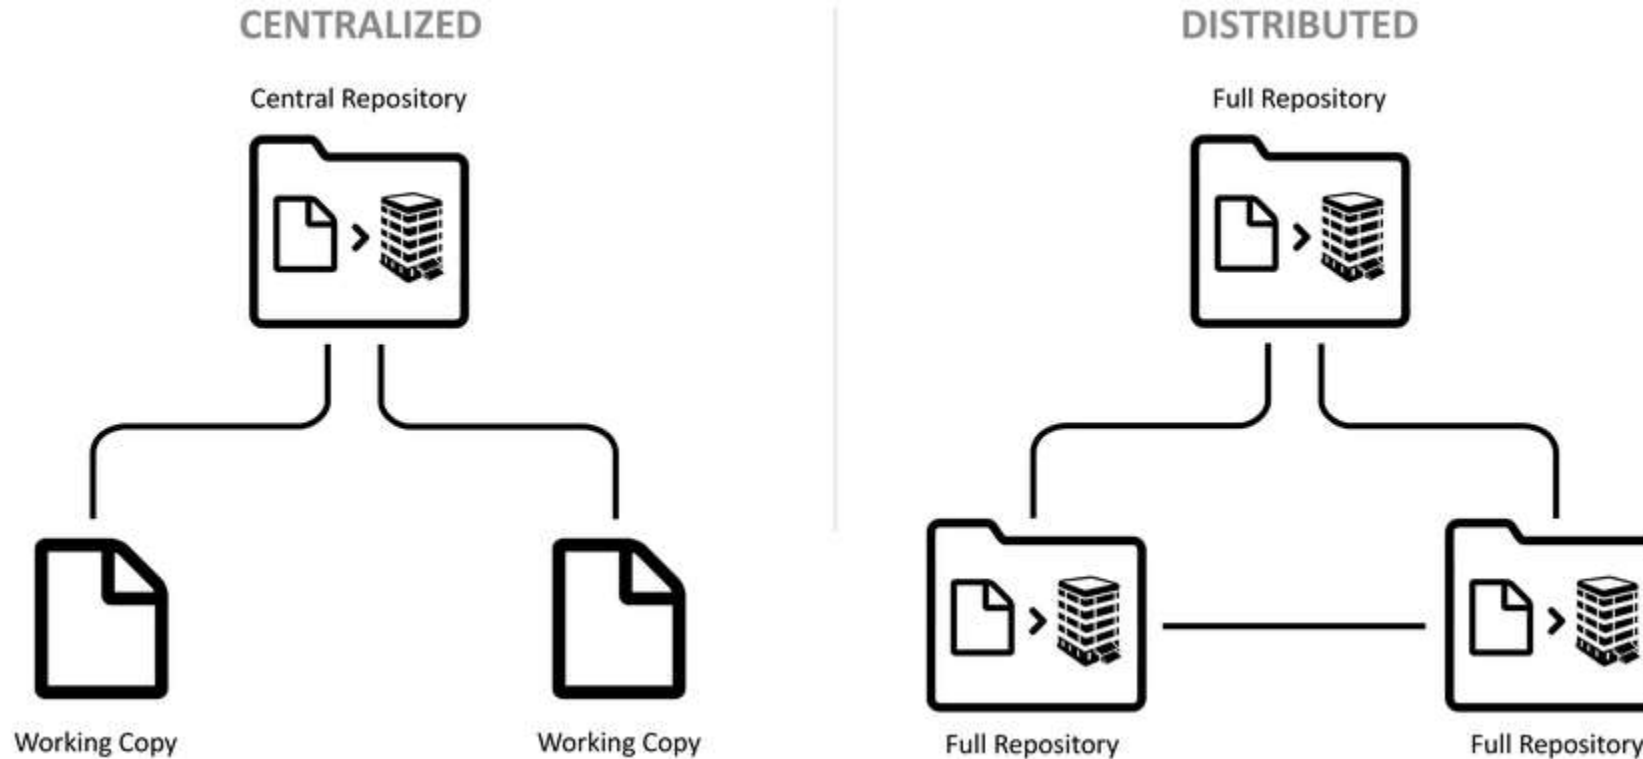 CENTRALIZED
Central Repository
Working Copy
Working Copy
DISTRIBUTED
Full Repository
Full Repository
Full Repository